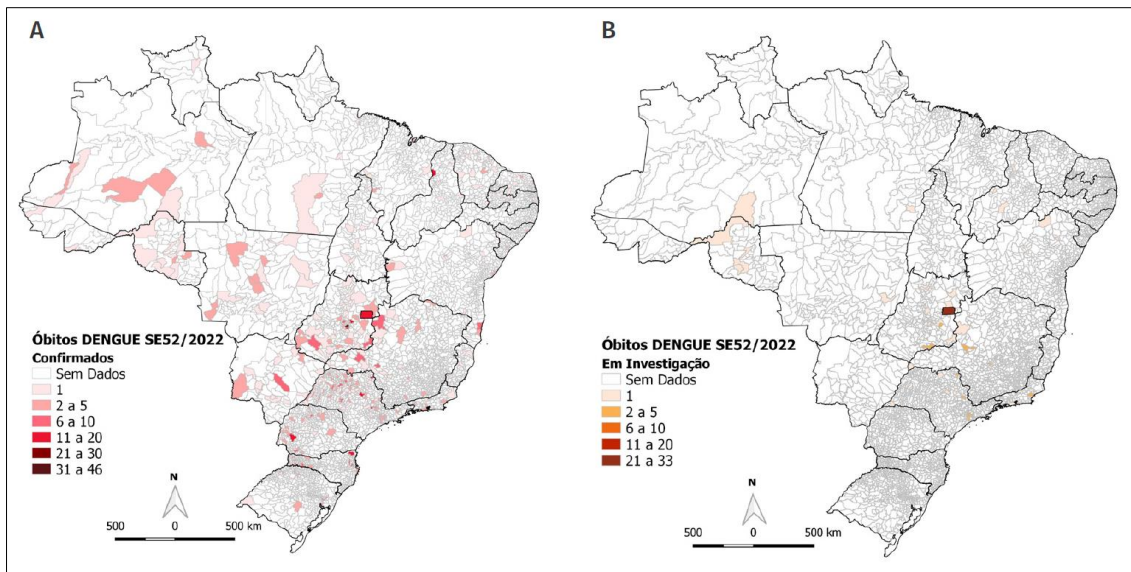 A
Óbitos DENGUE SE52/2022
Confirmados
Sem Dados
1
2 a 5
6 a 10
11 a 20
21 a 30
31 a 46
N
500 0 500 km
B
Óbitos DENGUE SE52/2022
Em Investigação
Sem Dados
1
2 a 5
6 a 10
11 a 20
21 a 33
N
500 0 500 km